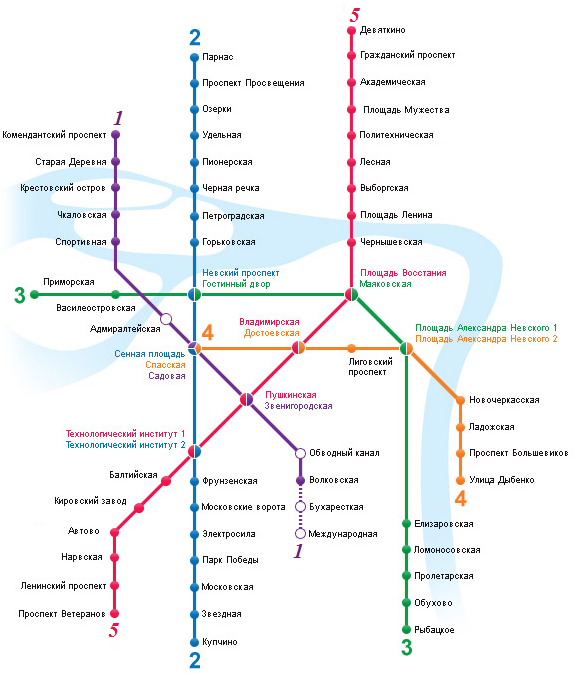 5
Девяткино
2
Гражданский проспект
Парнас
Академическая
Проспект Просвещения
Площадь Мужества
Озерки
1
Комендантский проспект
Удельная
Политехническая
Старая Деревня
Пионерская
Лесная
Крестовский остров
Черная речка
Выборгская
Чкаловская
Петроградская
Площадь Ленина
Спортивная
Горьковская
Чернышевская
Невский проспект
Гостинный двор
Площадь Восстания
Маяковская
Приморская
3
Василеостровская
Адмиралтейская
4
Владимирская
Достоевская
Площадь Александра Невского 1
Площадь Александра Невского 2
Сенная площадь
Спасская
Садовая
Лиговский
проспект
Пушкинская
Звенигородская
Новочеркасская
Ладожская
Технологический институт 1
Технологический институт 2
Обводный канал
Проспект Большевиков
Балтийская
Фрунзенская
Волковская
Улица Дыбенко
4
Кировский завод
Московские ворота
Бухарестская
Автово
Электросила
Международная
1
Елизаровская
Нарвская
Парк Победы
Ломоносовская
Ленинский проспект
Московская
Пролетарская
Проспект Ветеранов
Звездная
Обухово
5
Купчино
Рыбацкое
2
3